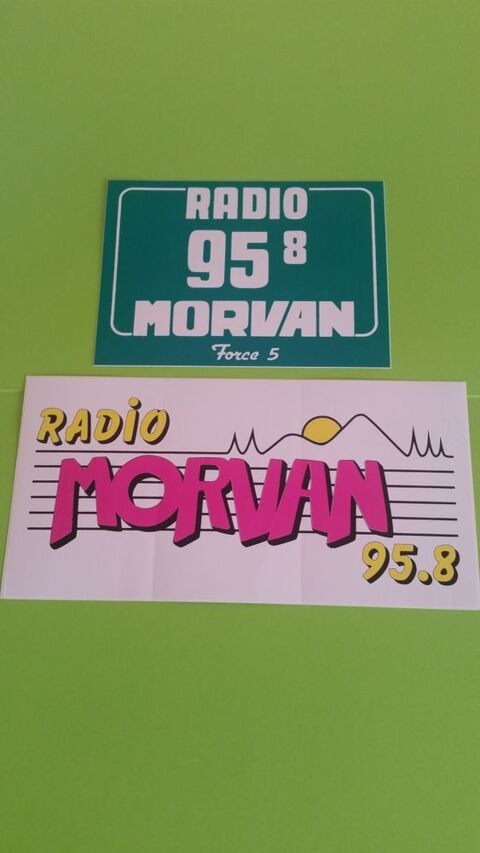 RADIO
95 8
MORVAN
Force 5
RADiO
MORVAN
95.8